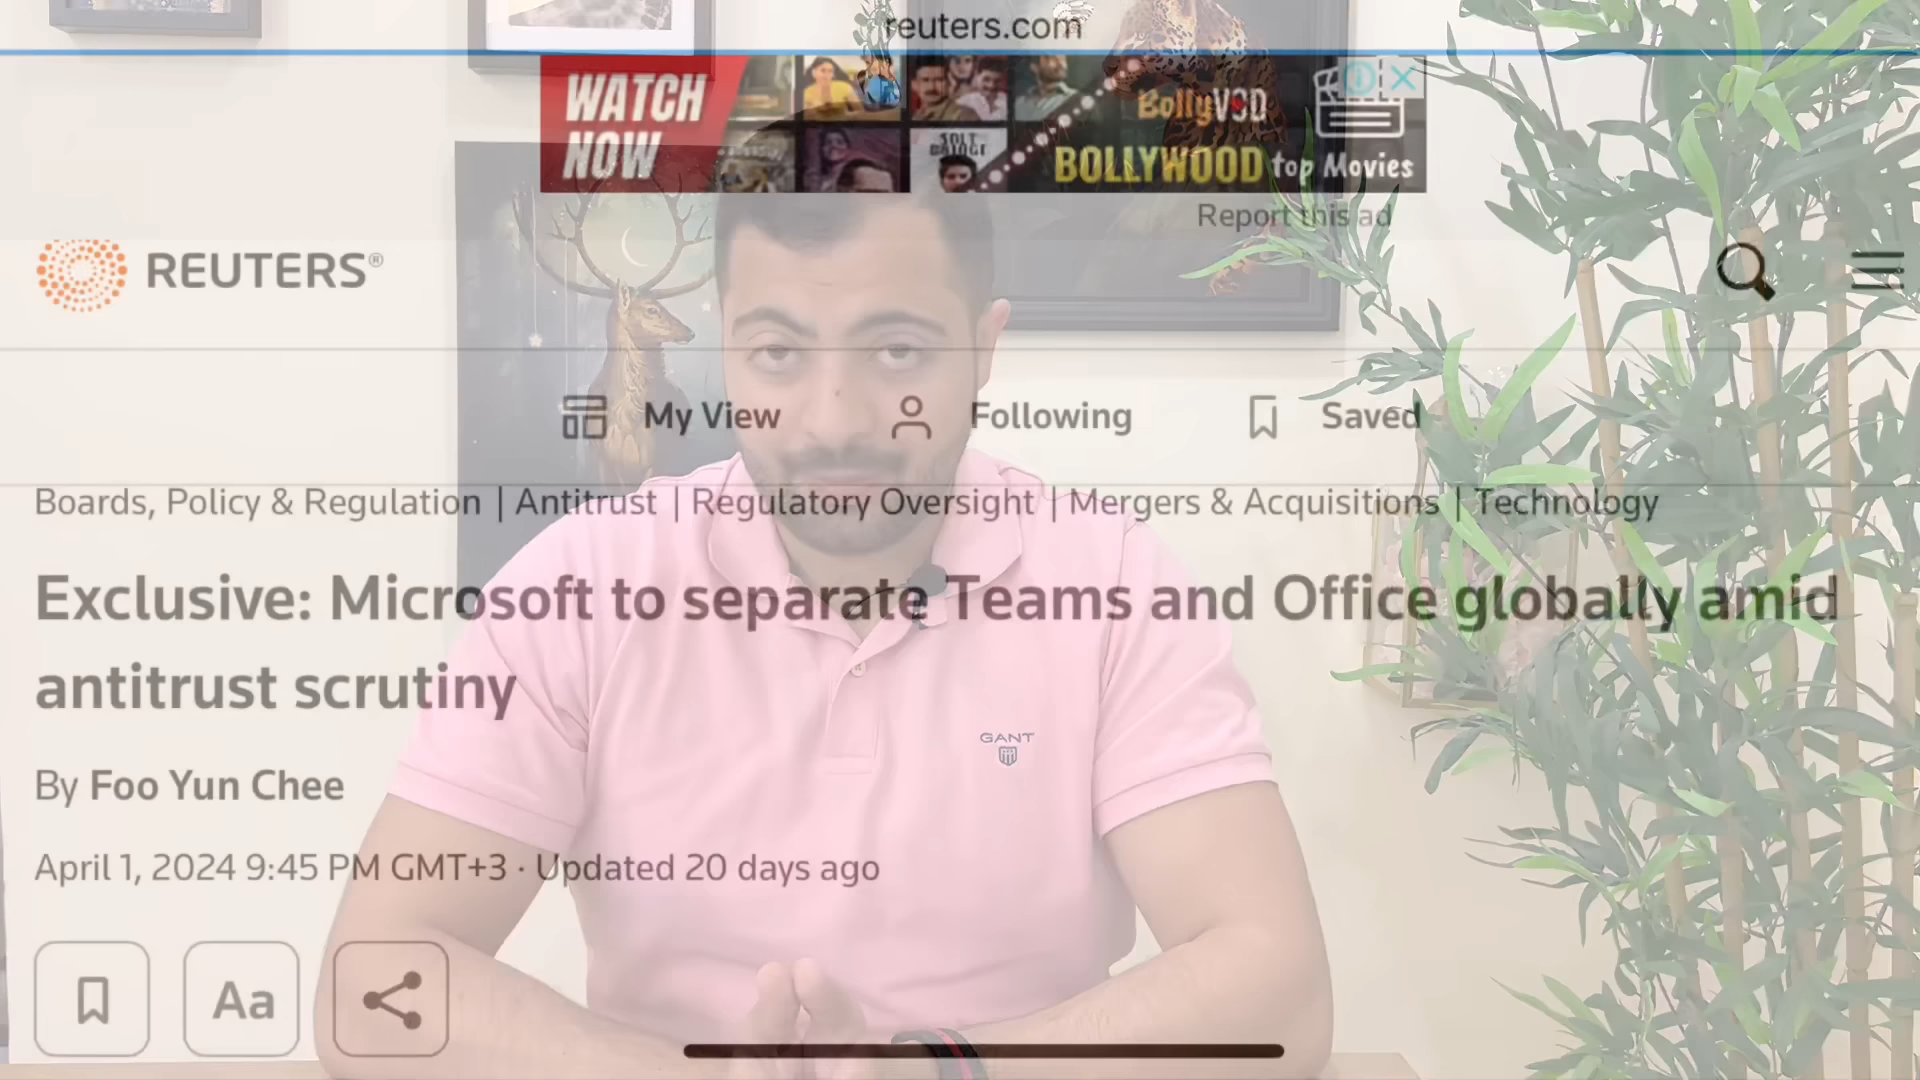 reuters.com
WATCH
NOW
BollyV3D
BOLLYWOOD top Movies
Report this ad
REUTERS®
My View
Following
Saved
Boards, Policy & Regulation | Antitrust | Regulatory Oversight | Mergers & Acquisitions | Technology
Exclusive: Microsoft to separate Teams and Office globally amid
antitrust scrutiny
By Foo Yun Chee
GANT
April 1, 2024 9:45 PM GMT+3 · Updated 20 days ago
Aa